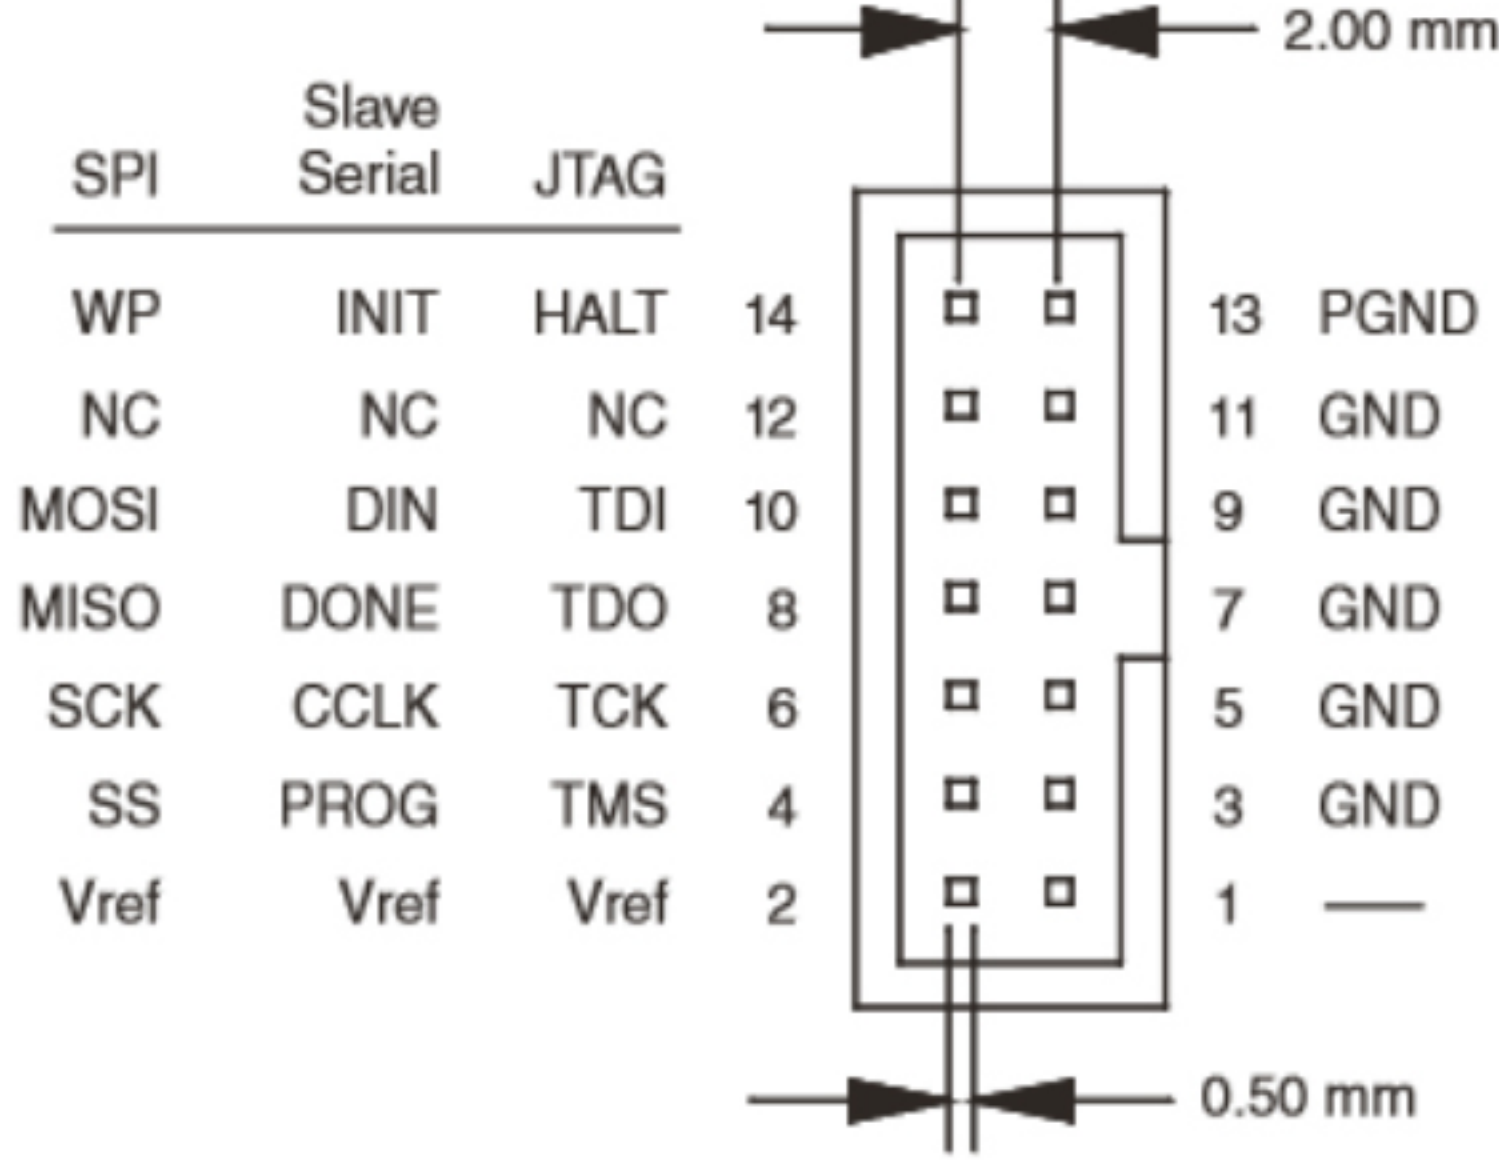 2.00 mm
Slave
SPI Serial JTAG
WP INIT HALT 14 13 PGND
NC NC NC 12 11 GND
MOSI DIN TDI 10 9 GND
MISO DONE TDO 8 7 GND
SCK CCLK TCK 6 5 GND
SS PROG TMS 4 3 GND
Vref Vref Vref 2 1 —
0.50 mm